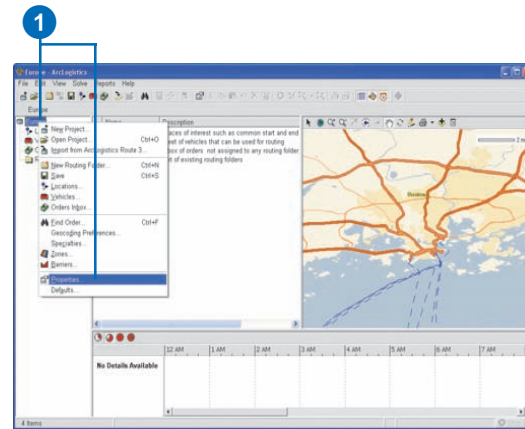 1
Europe - ArcLogistics
File Edit View Solve Reports Help
Europe
Name Description
New Project...
Open Project... Ctrl+O
Import from ArcLogistics Route 3...
New Routing Folder... Ctrl+N
Save Ctrl+S
Locations...
Vehicles...
Orders Inbox...
Find Order... Ctrl+F
Geocoding Preferences...
Specialties...
Zones...
Barriers...
Properties...
Defaults...
aces of interest such as common start and end
et of vehicles that can be used for routing
box of orders not assigned to any routing folder
t of existing routing folders
No Details Available
12 AM 1 AM 2 AM 3 AM 4 AM 5 AM 6 AM 7 AM
4 Items